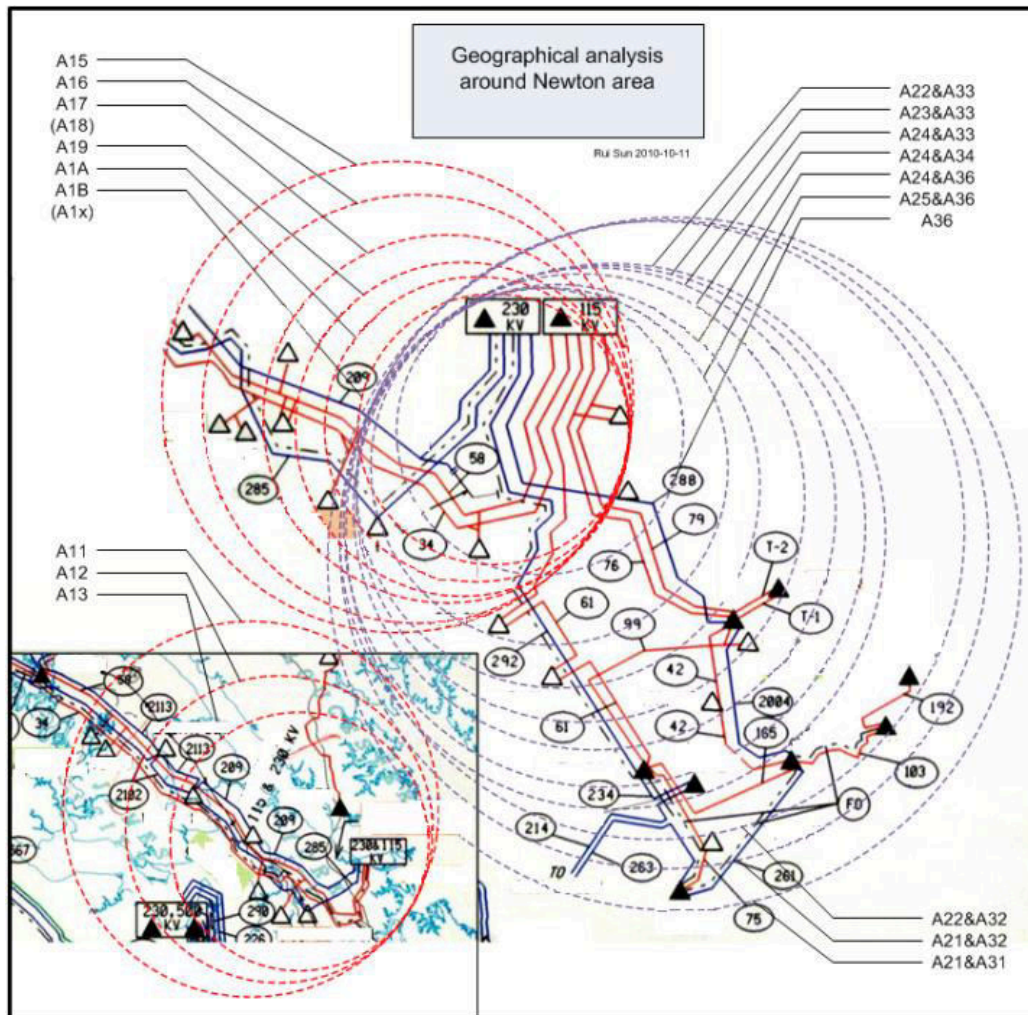 Geographical analysis
around Newton area
Rui Sun 2010-10-11
A15
A16
A17
(A18)
A19
A1A
A1B
(A1x)
A22&A33
A23&A33
A24&A33
A24&A34
A24&A36
A25&A36
A36
230
KV
115
KV
209
285
58
34
288
79
76
T-2
T-1
61
99
292
42
2004
61
42
165
192
103
234
FO
214
263
TO
261
75
A22&A32
A21&A32
A21&A31
A11
A12
A13
34
2113
2113
209
2102
115 & 230 KV
209
285
230&115
KV
230,500
KV
290
226